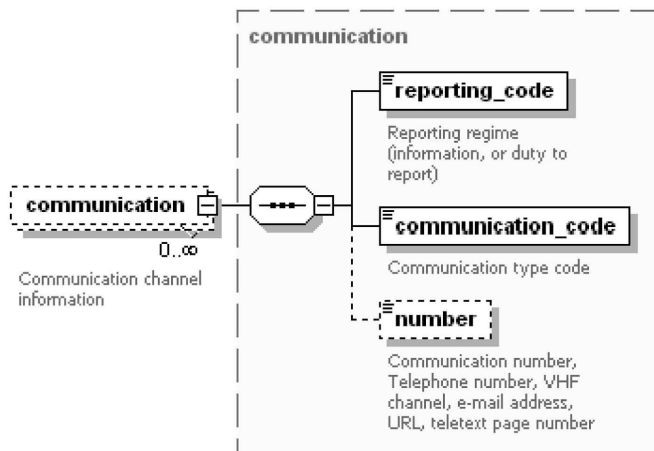 communication
reporting_code
Reporting regime
(information, or duty to
report)
communication
0..∞
Communication channel
information
communication_code
Communication type code
number
Communication number,
Telephone number, VHF
channel, e-mail address,
URL, teletext page number